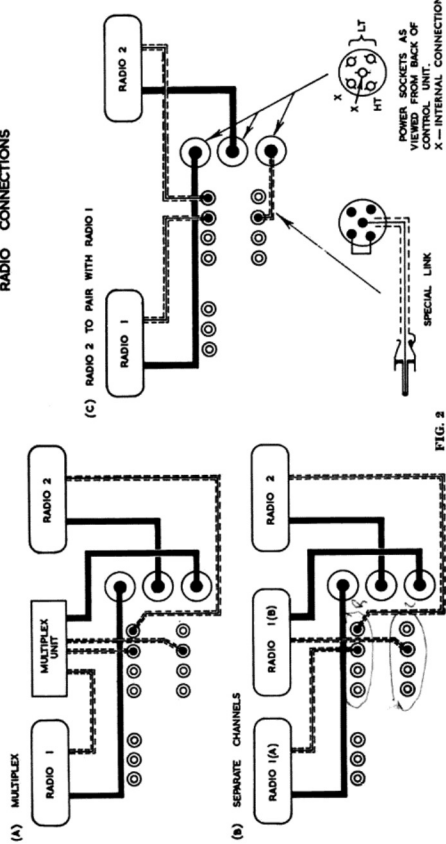 RADIO CONNECTIONS
(A) MULTIPLEX
RADIO 1
MULTIPLEX
UNIT
RADIO 2
(B) SEPARATE CHANNELS
RADIO 1(A)
RADIO 1(B)
RADIO 2
(C) RADIO 2 TO PAIR WITH RADIO 1
RADIO 1
RADIO 2
SPECIAL LINK
X
X
HT
LT
POWER SOCKETS AS
VIEWED FROM BACK OF
CONTROL UNIT.
X — INTERNAL CONNECTION
FIG. 2